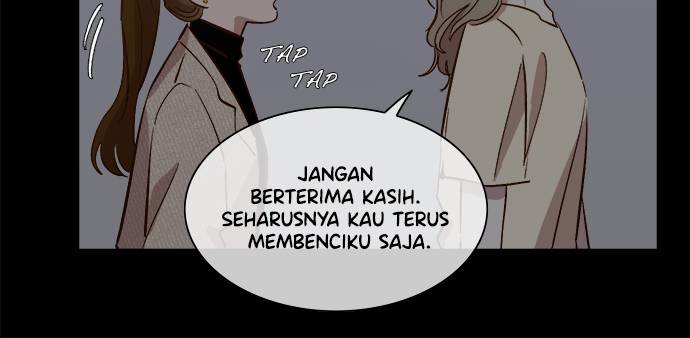 TAP
TAP
JANGAN
BERTERIMA KASIH.
SEHARUSNYA KAU TERUS
MEMBENCIKU SAJA.